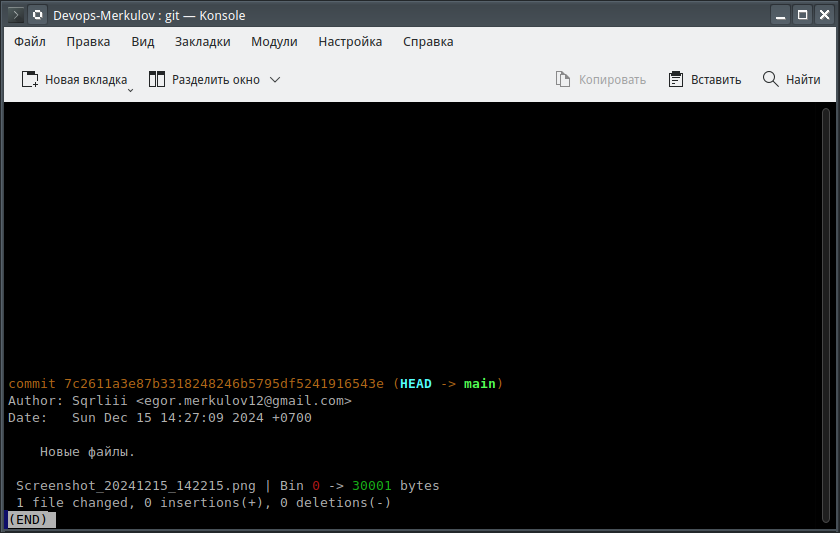 Devops-Merkulov : git — Konsole
Файл Правка Вид Закладки Модули Настройка Справка
Новая вкладка Разделить окно Копировать Вставить Найти
commit 7c2611a3e87b3318248246b5795df5241916543e (HEAD -> main)
Author: Sqrliii <egor.merkulov12@gmail.com>
Date:   Sun Dec 15 14:27:09 2024 +0700
Новые файлы.
Screenshot_20241215_142215.png | Bin 0 -> 30001 bytes
1 file changed, 0 insertions(+), 0 deletions(-)
(END)